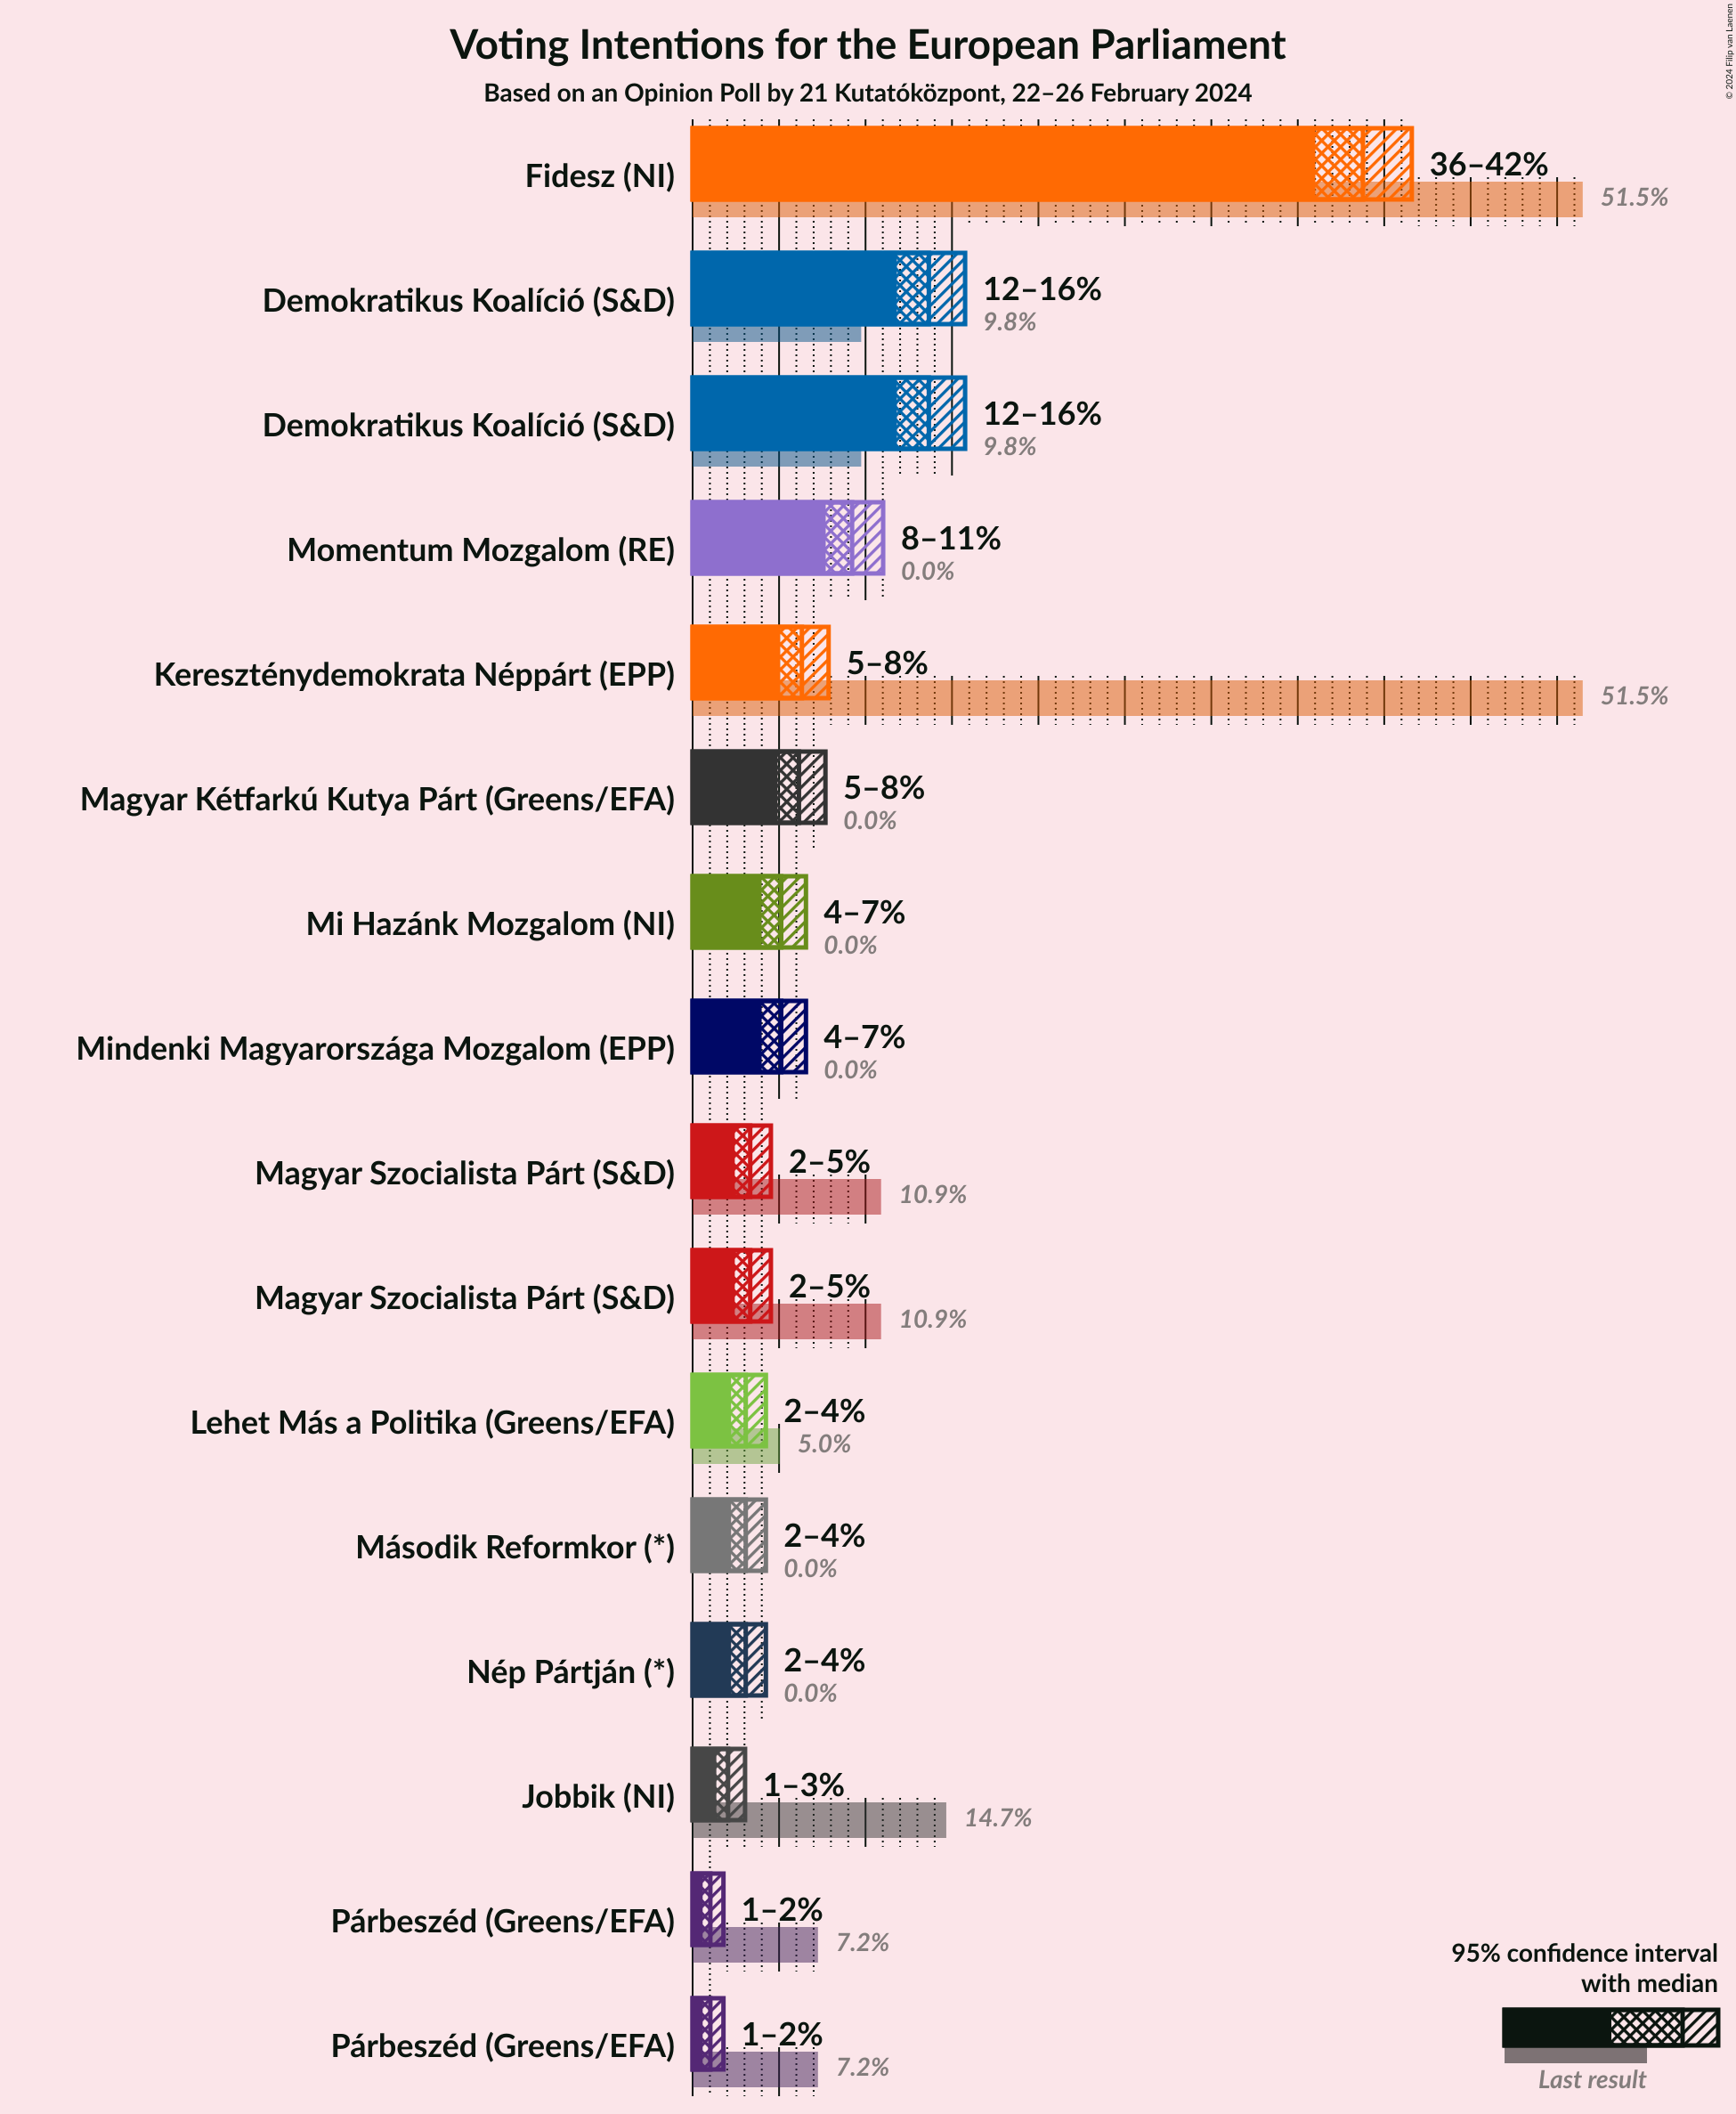 Voting Intentions for the European Parliament
Based on an Opinion Poll by 21 Kutatóközpont, 22–26 February 2024
© 2024 Filip van Laenen
Fidesz (NI)
36–42%
51.5%
Demokratikus Koalíció (S&D)
12–16%
9.8%
Demokratikus Koalíció (S&D)
12–16%
9.8%
Momentum Mozgalom (RE)
8–11%
0.0%
Kereszténydemokrata Néppárt (EPP)
5–8%
51.5%
Magyar Kétfarkú Kutya Párt (Greens/EFA)
5–8%
0.0%
Mi Hazánk Mozgalom (NI)
4–7%
0.0%
Mindenki Magyarországa Mozgalom (EPP)
4–7%
0.0%
Magyar Szocialista Párt (S&D)
2–5%
10.9%
Magyar Szocialista Párt (S&D)
2–5%
10.9%
Lehet Más a Politika (Greens/EFA)
2–4%
5.0%
Második Reformkor (*)
2–4%
0.0%
Nép Pártján (*)
2–4%
0.0%
Jobbik (NI)
1–3%
14.7%
Párbeszéd (Greens/EFA)
1–2%
7.2%
Párbeszéd (Greens/EFA)
1–2%
7.2%
95% confidence interval
with median
Last result